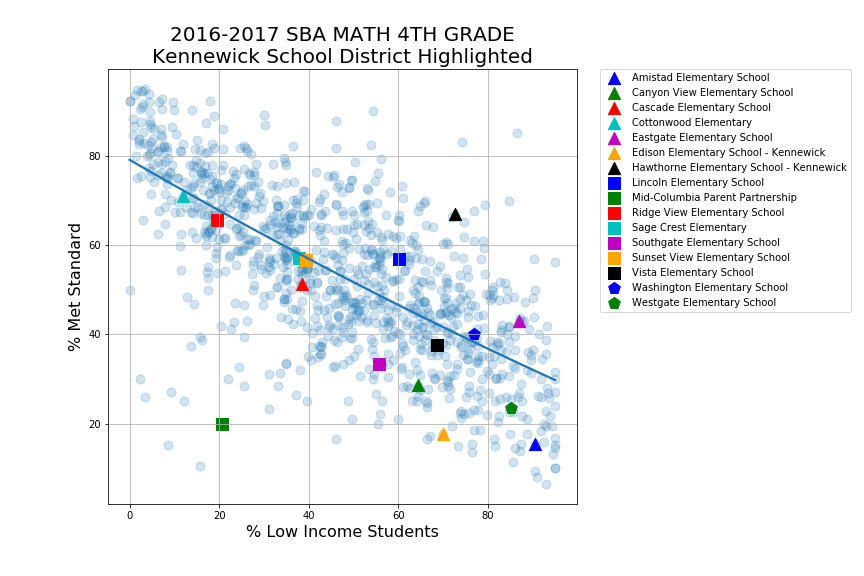 2016-2017 SBA MATH 4TH GRADE
Kennewick School District Highlighted
% Met Standard
80
60
40
20
0
20
40
60
80
% Low Income Students
Amistad Elementary School
Canyon View Elementary School
Cascade Elementary School
Cottonwood Elementary
Eastgate Elementary School
Edison Elementary School - Kennewick
Hawthorne Elementary School - Kennewick
Lincoln Elementary School
Mid-Columbia Parent Partnership
Ridge View Elementary School
Sage Crest Elementary
Southgate Elementary School
Sunset View Elementary School
Vista Elementary School
Washington Elementary School
Westgate Elementary School